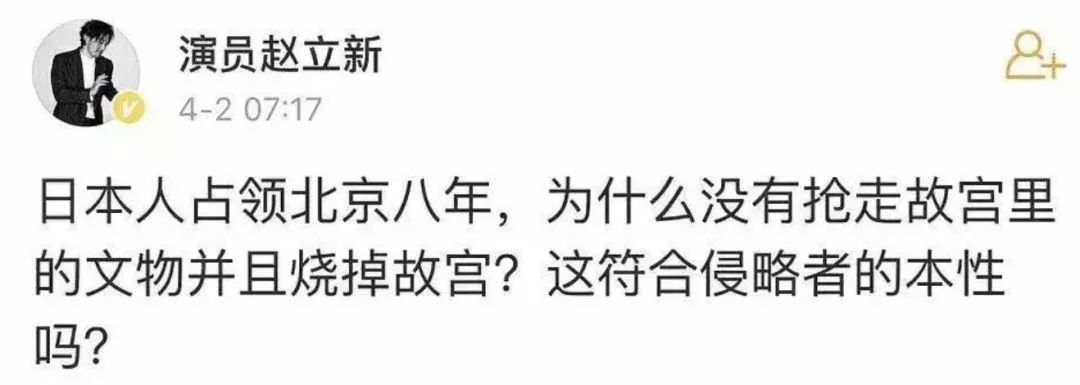 演员赵立新
4-2 07:17
日本人占领北京八年，为什么没有抢走故宫里
的文物并且烧掉故宫？这符合侵略者的本性
吗？